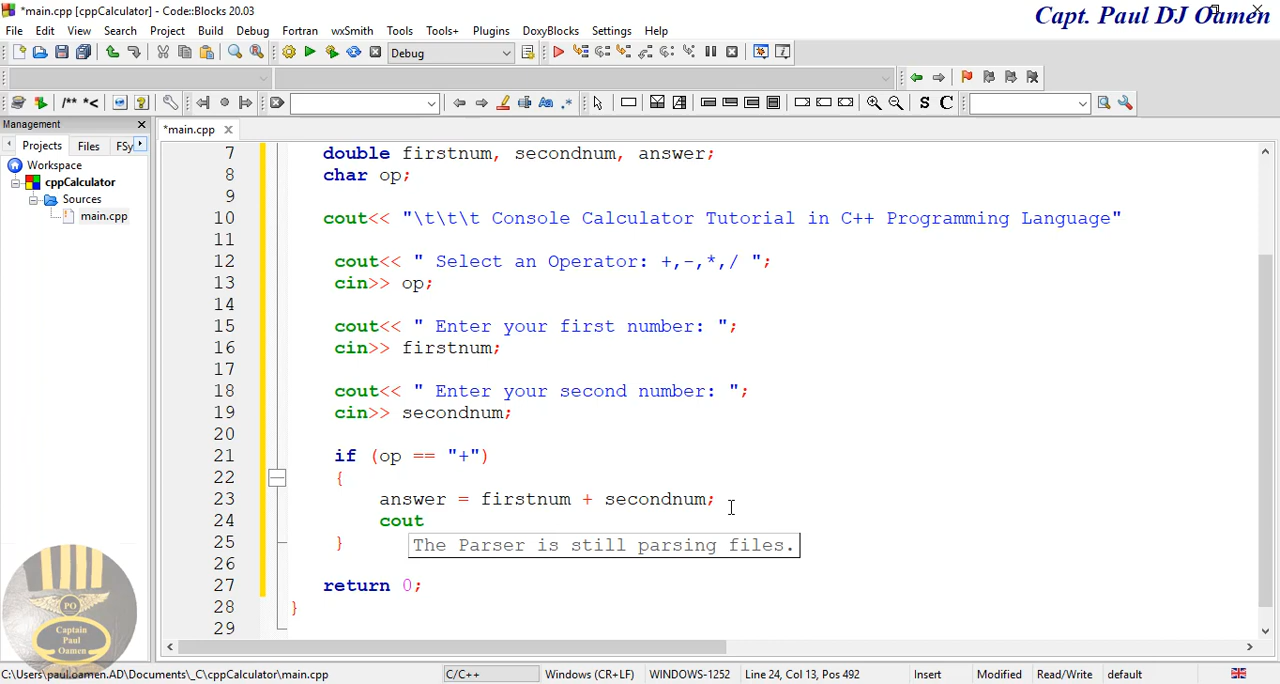 *main.cpp [cppCalculator] - Code::Blocks 20.03
Capt. Paul DJ Oamen
File Edit View Search Project Build Debug Fortran wxSmith Tools Tools+ Plugins DoxyBlocks Settings Help
Debug
/** *<
S C
Management
Projects Files FSy
*main.cpp
Workspace
cppCalculator
Sources
main.cpp
7 double firstnum, secondnum, answer;
8 char op;
9
10 cout<< "\t\t\t Console Calculator Tutorial in C++ Programming Language"
11
12 cout<< " Select an Operator: +,-,*,/ ";
13 cin>> op;
14
15 cout<< " Enter your first number: ";
16 cin>> firstnum;
17
18 cout<< " Enter your second number: ";
19 cin>> secondnum;
20
21 if (op == "+")
22 {
23 answer = firstnum + secondnum;
24 cout
25 }
The Parser is still parsing files.
26
27 return 0;
28 }
29
PO
Captain
Paul
Oamen
C:\Users\paul.oamen.AD\Documents\_C\cppCalculator\main.cpp C/C++ Windows (CR+LF) WINDOWS-1252 Line 24, Col 13, Pos 492 Insert Modified Read/Write default